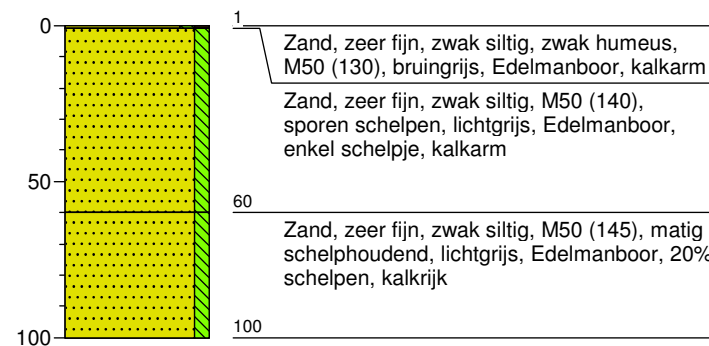 0
1
Zand, zeer fijn, zwak siltig, zwak humeus,
M50 (130), bruingrijs, Edelmanboor, kalkarm
Zand, zeer fijn, zwak siltig, M50 (140),
sporen schelpen, lichtgrijs, Edelmanboor,
enkel schelpje, kalkarm
50
60
Zand, zeer fijn, zwak siltig, M50 (145), matig
schelphoudend, lichtgrijs, Edelmanboor, 20%
schelpen, kalkrijk
100
100